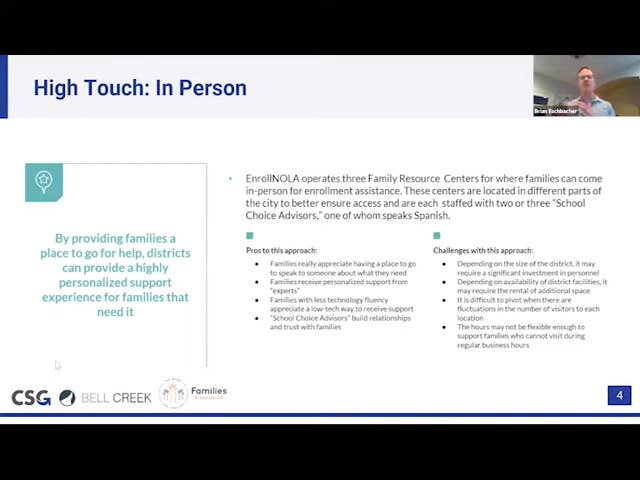 High Touch: In Person
Brian Eschbacher
By providing families a
place to go for help, districts
can provide a highly
personalized support
experience for families that
need it
• EnrollNOLA operates three Family Resource Centers for where families can come
in-person for enrollment assistance. These centers are located in different parts of
the city to better ensure access and are each staffed with two or three “School
Choice Advisors,” one of whom speaks Spanish.
Pros to this approach:
• Families really appreciate having a place to go
to speak to someone about what they need
• Families receive personalized support from
“experts”
• Families with less technology fluency
appreciate a low-tech way to receive support
• “School Choice Advisors” build relationships
and trust with families
Challenges with this approach:
• Depending on the size of the district, it may
require a significant investment in personnel
• Depending on availability of district facilities, it
may require the rental of additional space
• It is difficult to pivot when there are
fluctuations in the number of visitors to each
location
• The hours may not be flexible enough to
support families who cannot visit during
regular business hours
CSG
BELL CREEK
Families
Empowered
4